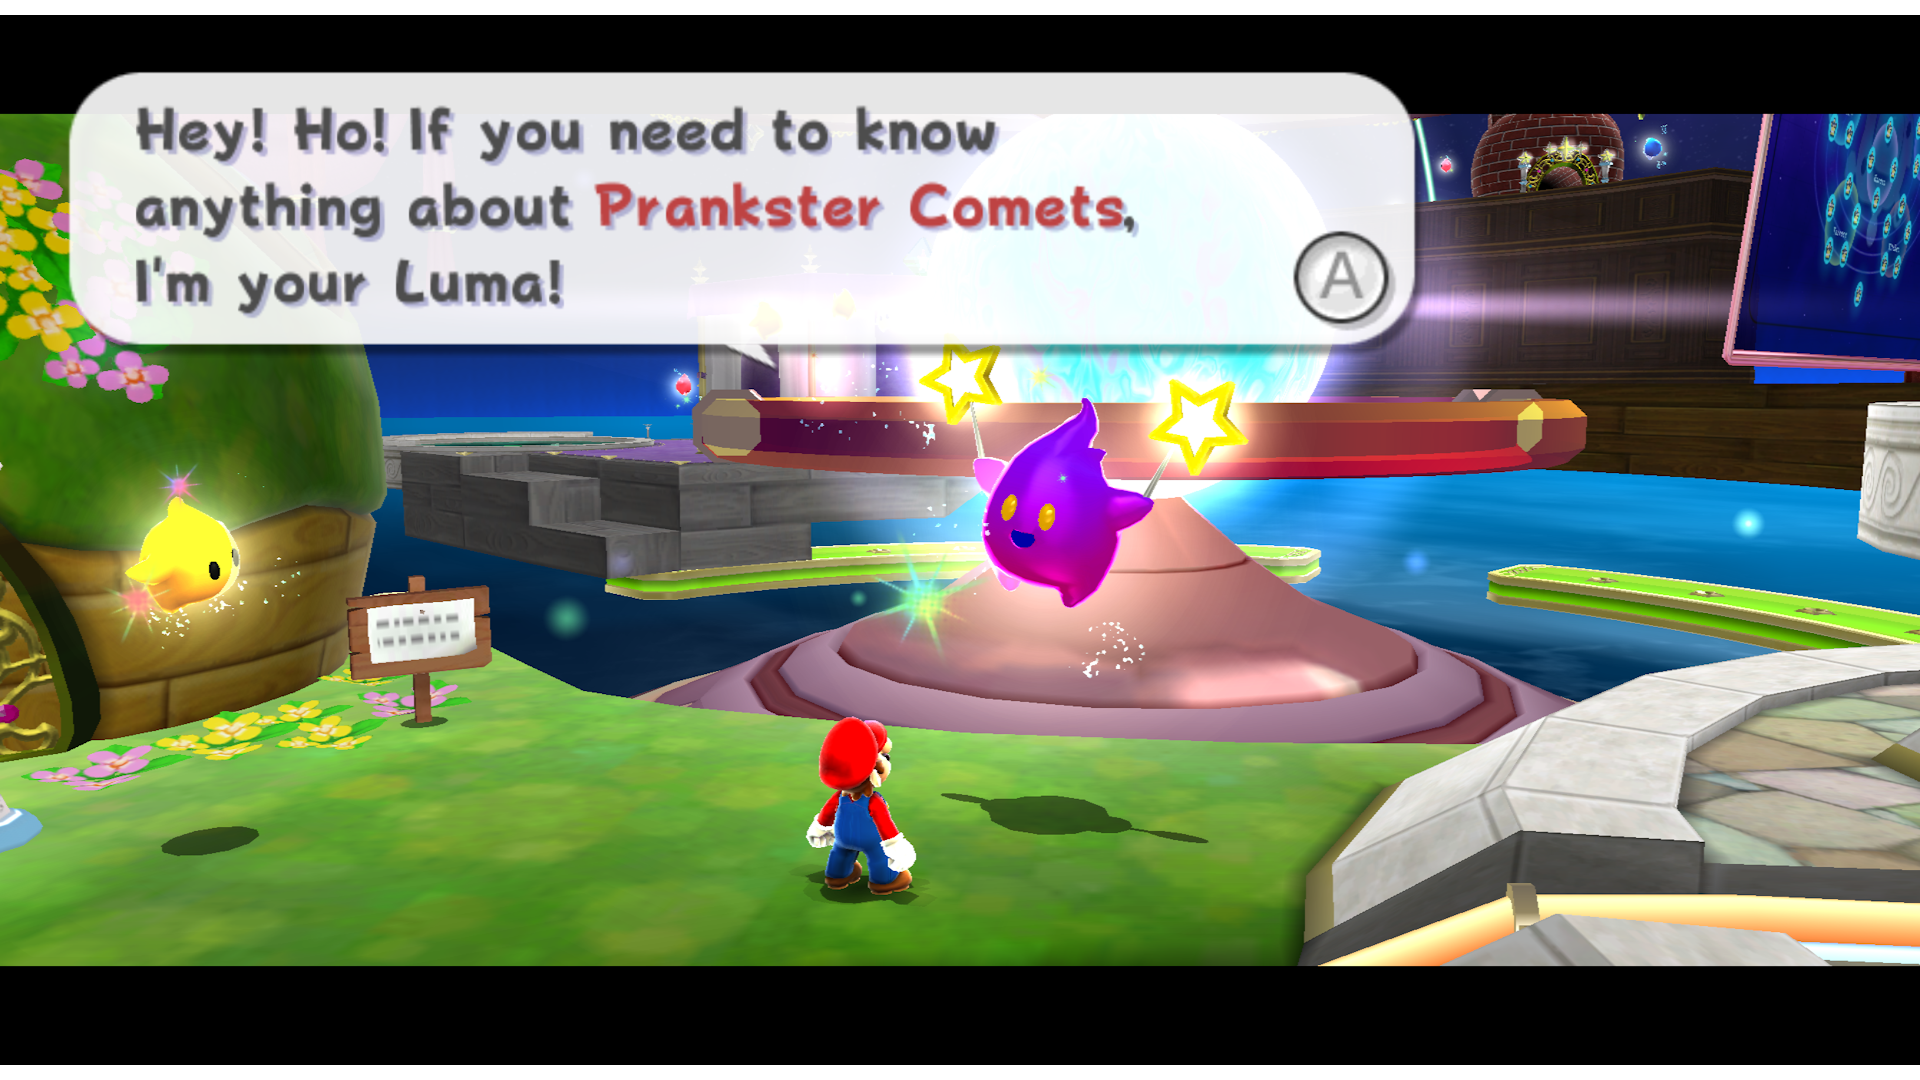 Hey! Ho! If you need to know
anything about Prankster Comets,
I'm your Luma!
A